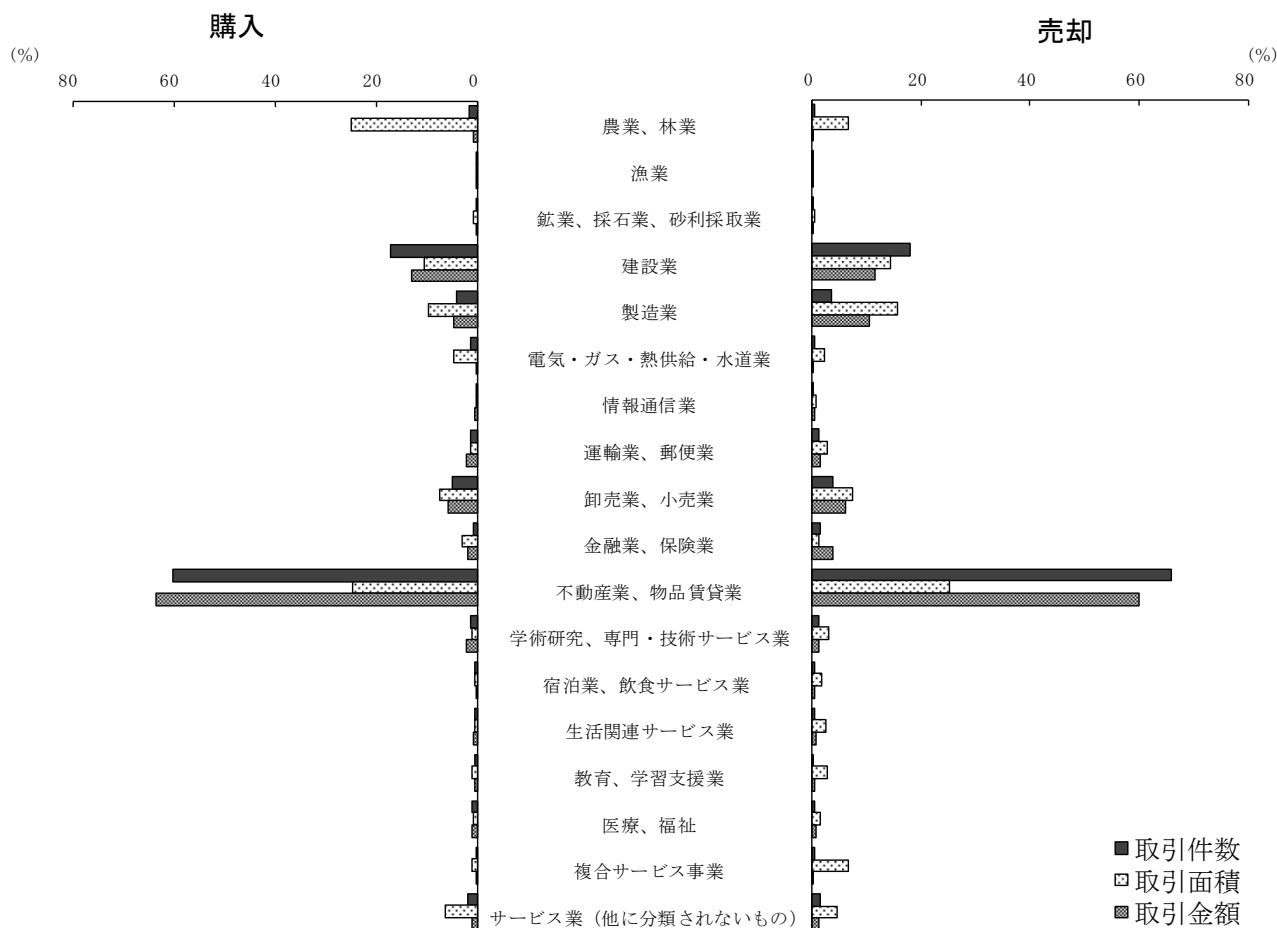 購入
売却
(%)
(%)
80 60 40 20 0
0 20 40 60 80
農業、林業
漁業
鉱業、採石業、砂利採取業
建設業
製造業
電気・ガス・熱供給・水道業
情報通信業
運輸業、郵便業
卸売業、小売業
金融業、保険業
不動産業、物品賃貸業
学術研究、専門・技術サービス業
宿泊業、飲食サービス業
生活関連サービス業
教育、学習支援業
医療、福祉
複合サービス事業
サービス業（他に分類されないもの）
取引件数
取引面積
取引金額